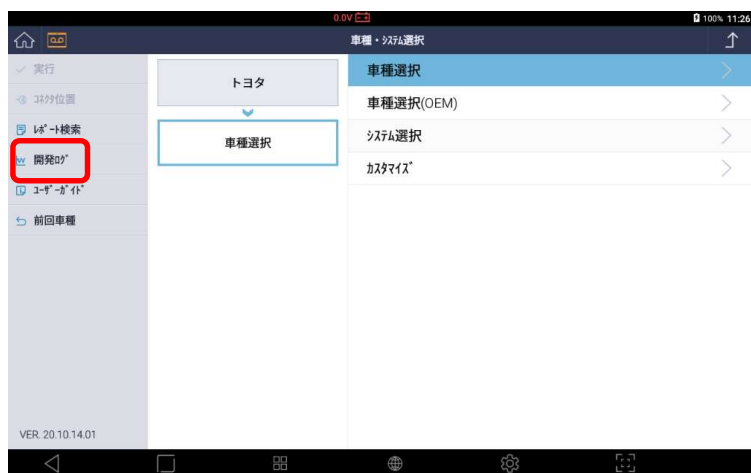 0.0V
100% 11:26
車種・ｼｽﾃﾑ選択
実行
ｺﾈｸﾀ位置
ﾚﾎﾟｰﾄ検索
開発ﾛｸﾞ
ﾕｰｻﾞｰｶﾞｲﾄﾞ
前回車種
VER. 20.10.14.01
トヨタ
車種選択
車種選択
車種選択(OEM)
ｼｽﾃﾑ選択
ｶｽﾀﾏｲｽﾞ